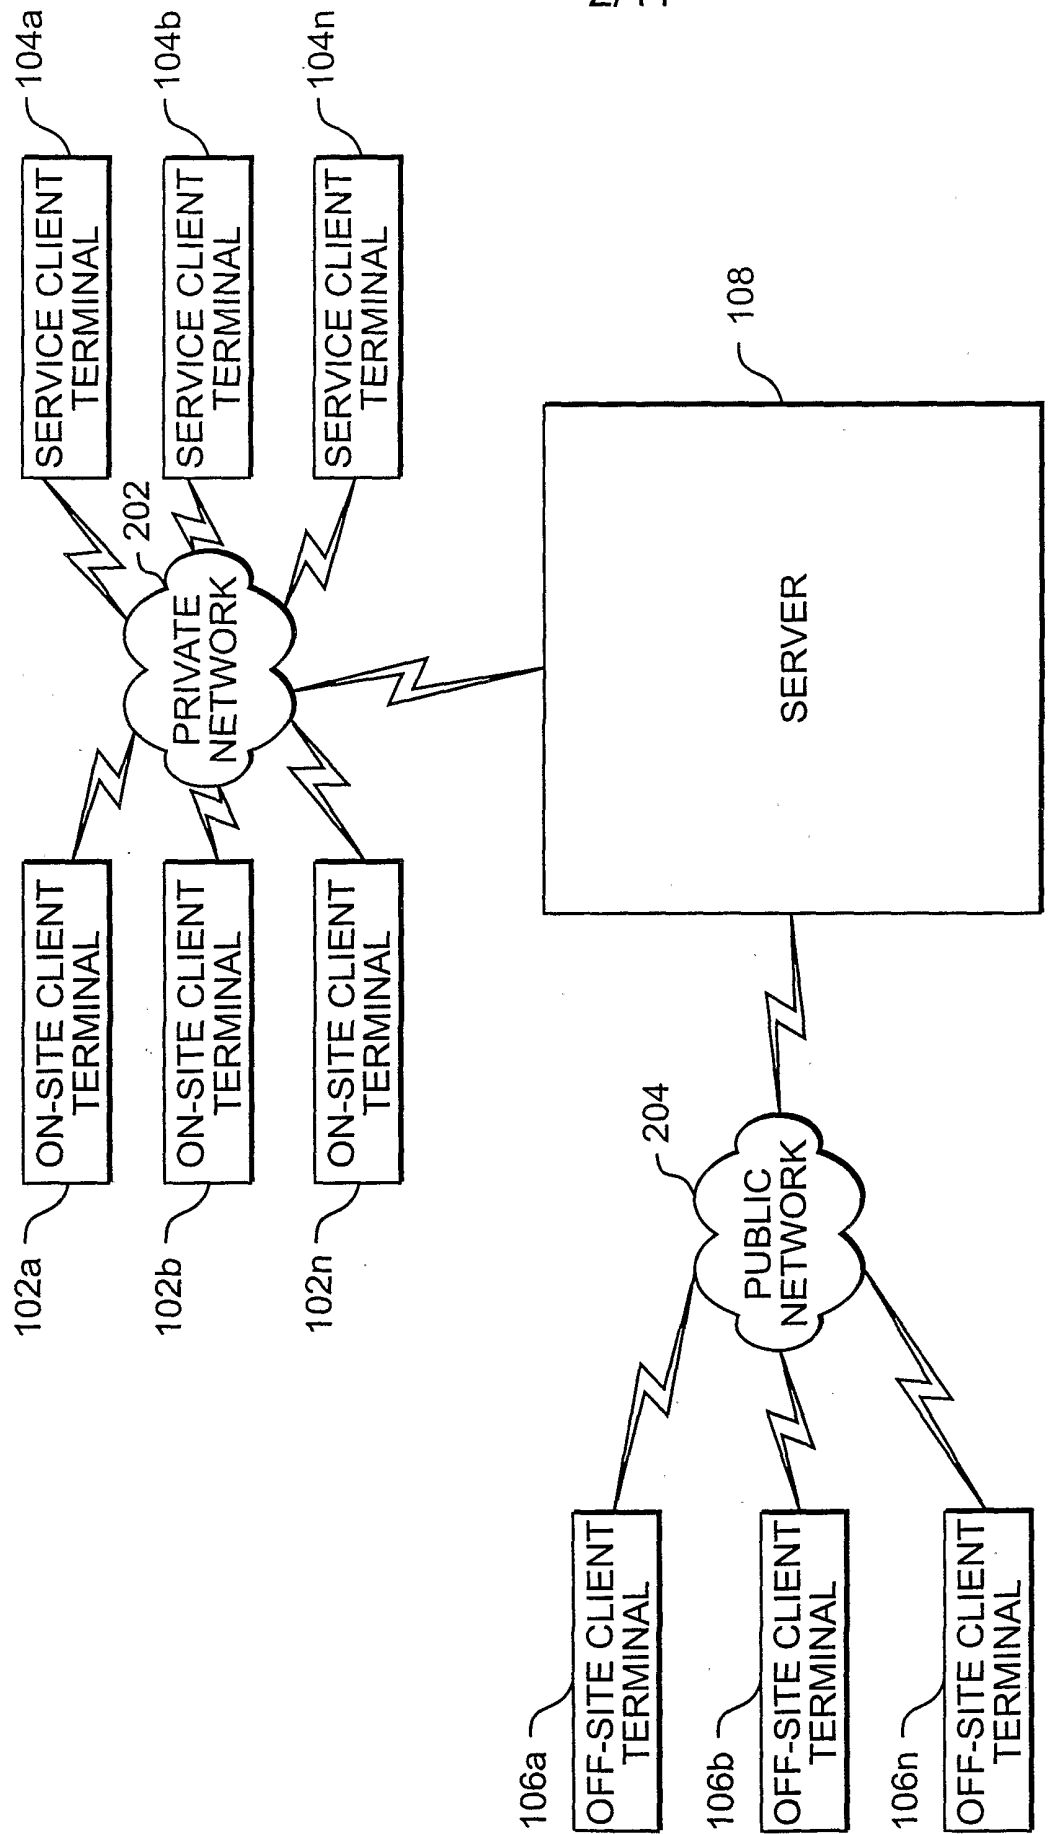 104a
104b
104n
SERVICE CLIENT
TERMINAL
SERVICE CLIENT
TERMINAL
SERVICE CLIENT
TERMINAL
202
PRIVATE
NETWORK
ON-SITE CLIENT
TERMINAL
ON-SITE CLIENT
TERMINAL
ON-SITE CLIENT
TERMINAL
102a
102b
102n
108
SERVER
204
PUBLIC
NETWORK
106a
OFF-SITE CLIENT
TERMINAL
106b
OFF-SITE CLIENT
TERMINAL
106n
OFF-SITE CLIENT
TERMINAL